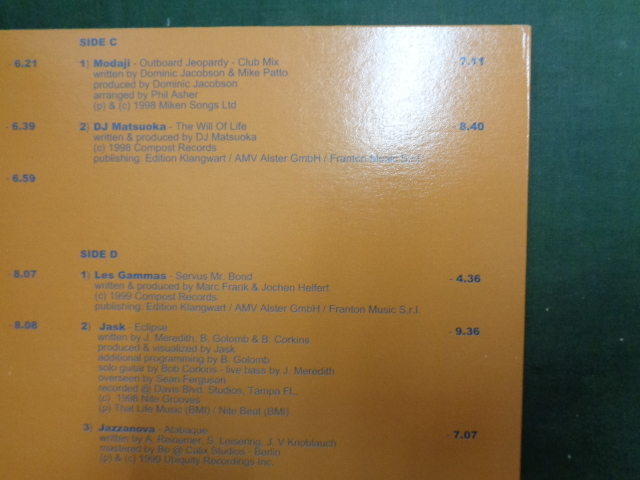 - 6.21
- 6.39
- 6.59
- 8.07
- 8.08
SIDE C
1) Modaji - Outboard Jeopardy - Club Mix 7.11
written by Dominic Jacobson & Mike Patto
produced by Dominic Jacobson
arranged by Phil Asher
(p) & (c) 1998 Miken Songs Ltd
2) DJ Matsuoka - The Will Of Life - 8.40
written & produced by DJ Matsuoka
(c) 1998 Compost Records
publishing: Edition Klangwart / AMV Alster GmbH / Franton Music S.r.l.
SIDE D
1) Les Gammas - Servus Mr. Bond - 4.36
written & produced by Marc Frank & Jochen Helfert
(c) 1999 Compost Records
publishing: Edition Klangwart / AMV Alster GmbH / Franton Music S.r.l.
2) Jask - Eclipse - 9.36
written by J. Meredith, B. Golomb & B. Corkins
produced & visualized by Jask
additional programming by B. Golomb
solo guitar by Bob Corkins - live bass by J. Meredith
overseen by Sean Ferguson
recorded @ Davis Blvd. Studios, Tampa FL.
(c) 1998 Nite Grooves
(p) That Life Music (BMI) / Nite Beat (BMI)
3) Jazzanova - Atabaque - 7.07
written by A. Reinemer, S. Leisering, J. V Knoblauch
mastered by Bo @ Calix Studios - Berlin
(p) & (c) 1999 Ubiquity Recordings Inc.